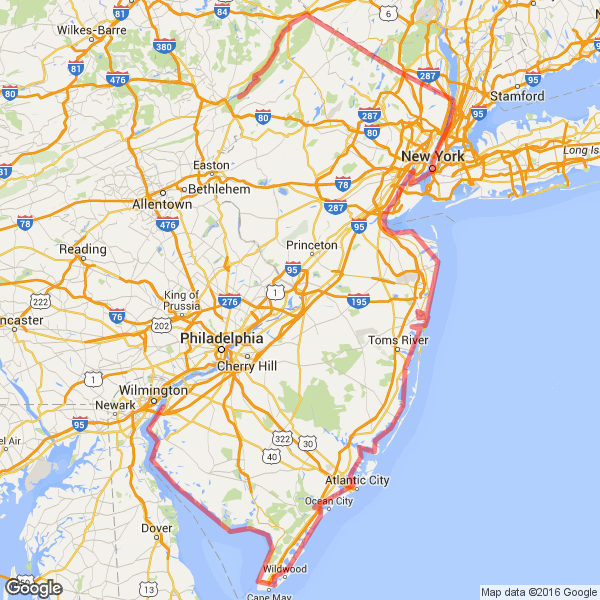 81
84
6
Wilkes-Barre
380
81
476
80
287
95
Stamford
95
80
287
80
95
New York
Long Is
81
Easton
Bethlehem
78
Allentown
287
95
476
78
Reading
Princeton
95
222
King of
Prussia
276
1
195
76
202
ncaster
Philadelphia
Toms River
Cherry Hill
1
Wilmington
Newark
95
el Air
322
30
40
Atlantic City
Ocean City
Dover
Wildwood
Cape May
13
Google
Map data ©2016 Google